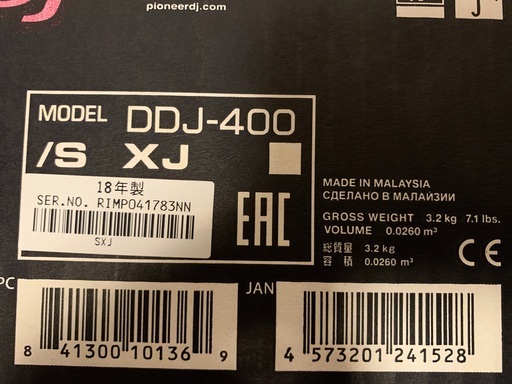 pioneerdj.com
MODEL DDJ-400
/S XJ
18年製
SER.NO. RIMP041783NN
SXJ
EAC
MADE IN MALAYSIA
СДЕЛАНО В МАЛАЙЗИИ
GROSS WEIGHT 3.2 kg 7.1 lbs.
VOLUME 0.0260 m³
総質量 3.2 kg
容積 0.0260 m³
CE
PC
8 41300 10136 9
JAN
4 573201 241528